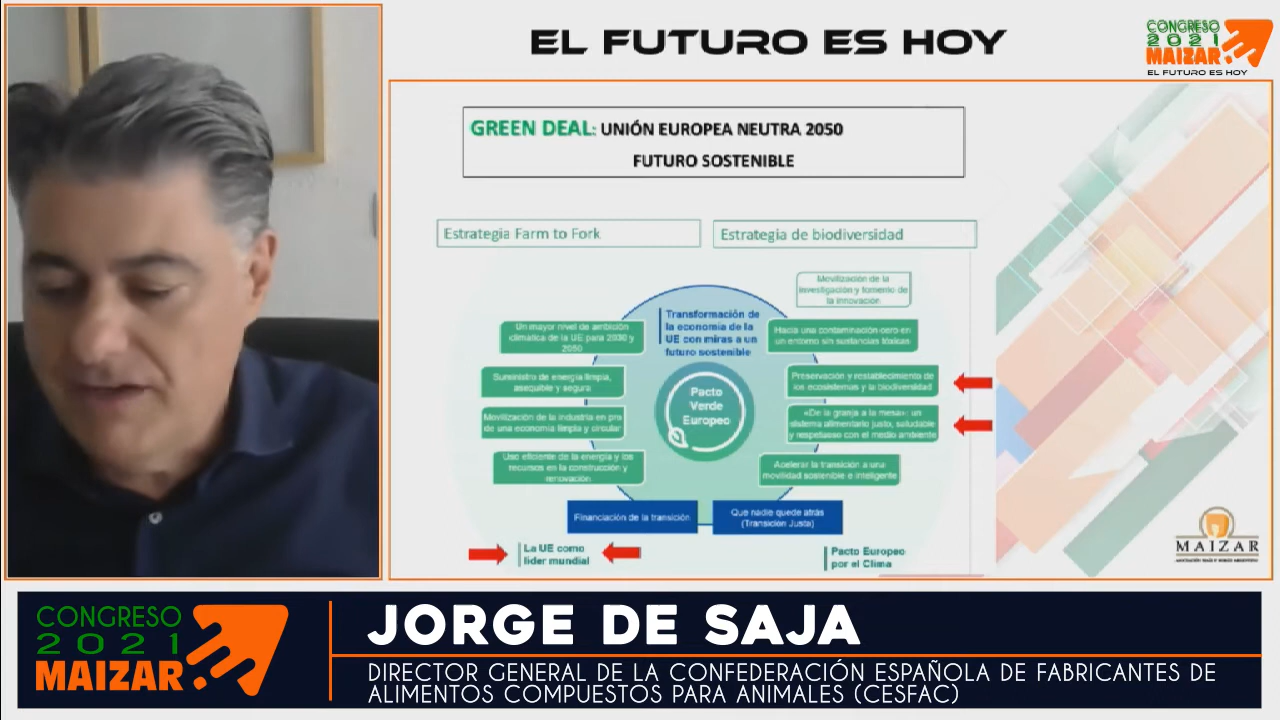 EL FUTURO ES HOY
CONGRESO
2021
MAIZAR
EL FUTURO ES HOY
GREEN DEAL: UNIÓN EUROPEA NEUTRA 2050
FUTURO SOSTENIBLE
Estrategia Farm to Fork
Estrategia de biodiversidad
Movilización de la
investigación y fomento de
la innovación
Transformación de
la economía de la
UE con miras a un
futuro sostenible
Un mayor nivel de ambición
climática de la UE para 2030 y
2050
Hacia una contaminación cero en
un entorno sin sustancias tóxicas
Suministro de energía limpia,
asequible y segura
Preservación y restablecimiento de
los ecosistemas y la biodiversidad
Pacto
Verde
Europeo
Movilización de la industria en pro
de una economía limpia y circular
«De la granja a la mesa»: un
sistema alimentario justo, saludable
y respetuoso con el medio ambiente
Uso eficiente de la energía y los
recursos en la construcción y
renovación
Acelerar la transición a una
movilidad sostenible e inteligente
Financiación de la transición
Que nadie quede atrás
(Transición Justa)
La UE como
líder mundial
Pacto Europeo
por el Clima
MAIZAR
CONGRESO
2021
MAIZAR
JORGE DE SAJA
DIRECTOR GENERAL DE LA CONFEDERACIÓN ESPAÑOLA DE FABRICANTES DE
ALIMENTOS COMPUESTOS PARA ANIMALES (CESFAC)